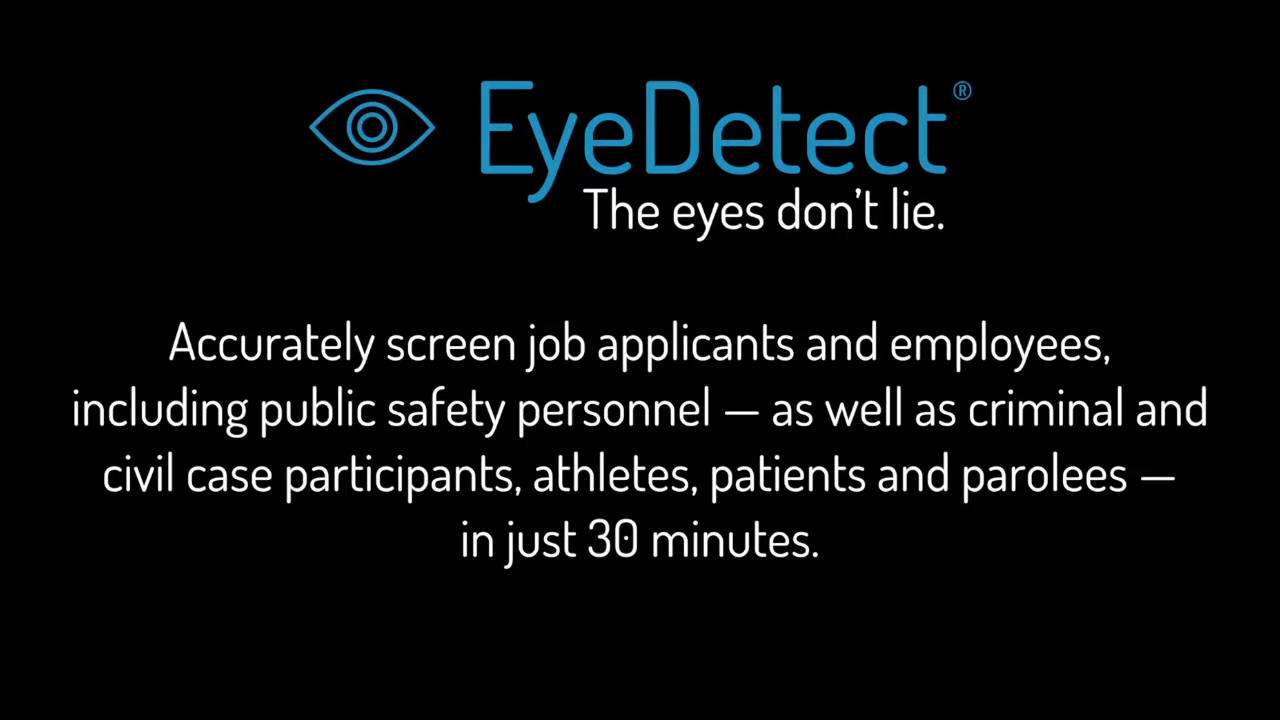 EyeDetect®
The eyes don't lie.
Accurately screen job applicants and employees,
including public safety personnel — as well as criminal and
civil case participants, athletes, patients and parolees —
in just 30 minutes.